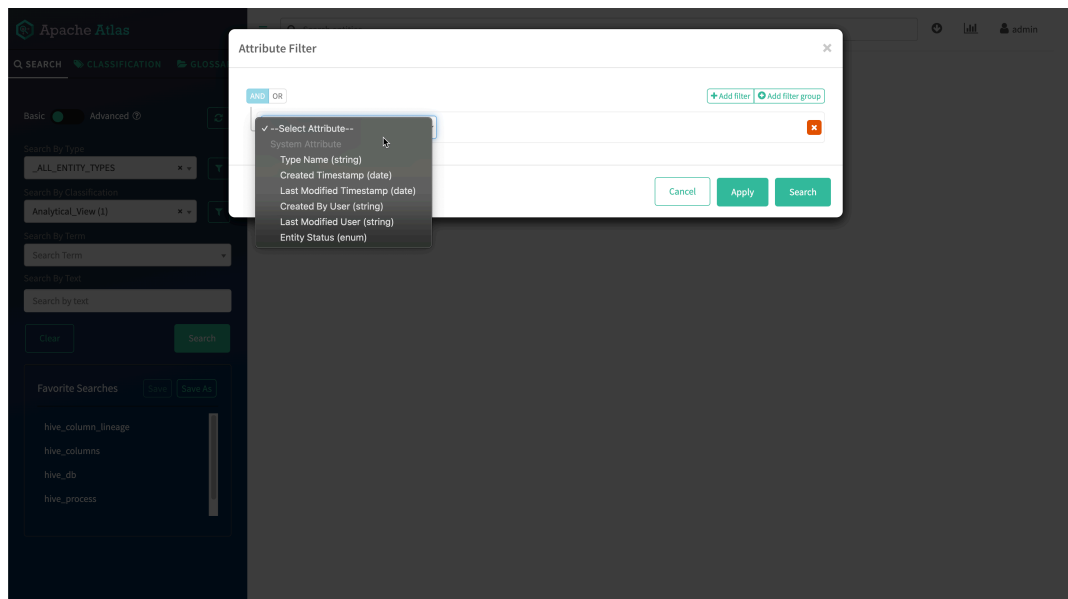 Apache Atlas
admin
SEARCH CLASSIFICATION GLOSSA
Basic Advanced
Search By Type
_ALL_ENTITY_TYPES
Search By Classification
Analytical_View (1)
Search By Term
Search Term
Search By Text
Search by text
Clear Search
Favorite Searches Save Save As
hive_column_lineage
hive_columns
hive_db
hive_process
Attribute Filter
AND OR
Add filter Add filter group
✓ --Select Attribute--
System Attribute
Type Name (string)
Created Timestamp (date)
Last Modified Timestamp (date)
Created By User (string)
Last Modified User (string)
Entity Status (enum)
Cancel Apply Search